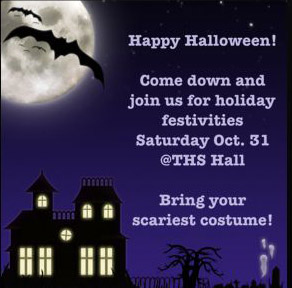 Happy Halloween!
Come down and
join us for holiday
festivities
Saturday Oct. 31
@THS Hall
Bring your
scariest costume!